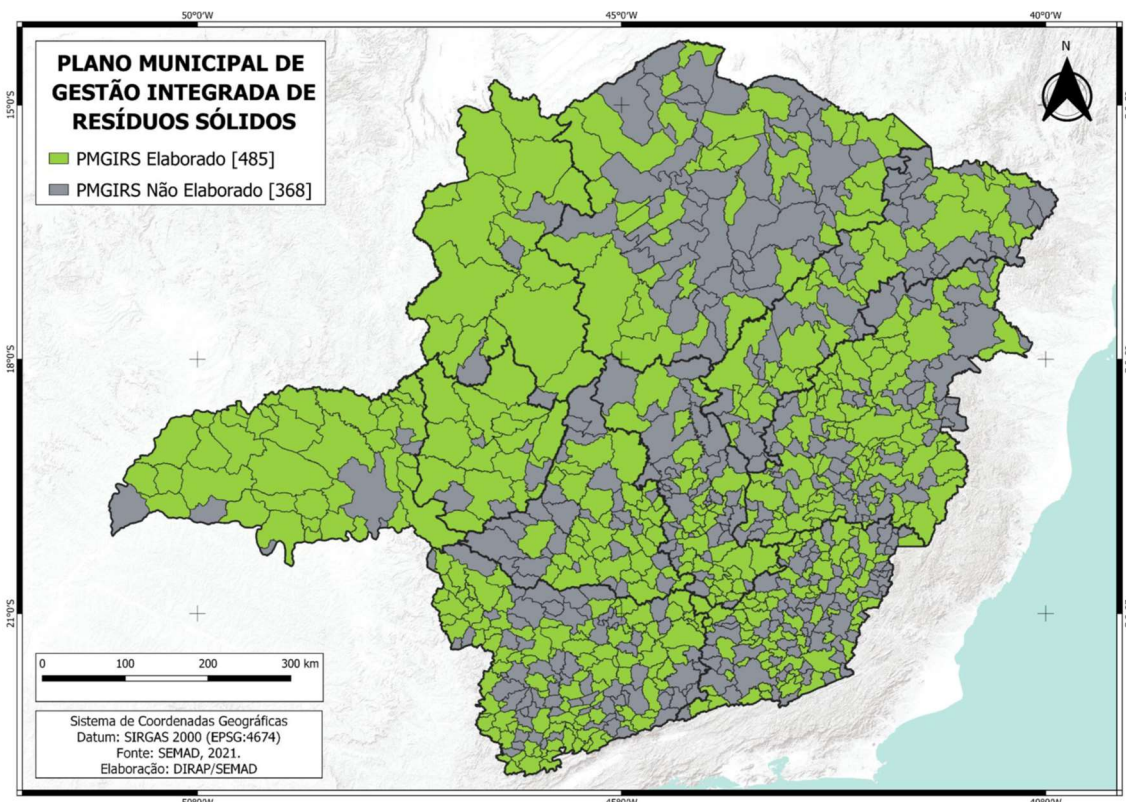 50°0'W 45°0'W 40°0'W
PLANO MUNICIPAL DE
GESTÃO INTEGRADA DE
RESÍDUOS SÓLIDOS
PMGIRS Elaborado [485]
PMGIRS Não Elaborado [368]
N
15°0'S
18°0'S
21°0'S
0 100 200 300 km
Sistema de Coordenadas Geográficas
Datum: SIRGAS 2000 (EPSG:4674)
Fonte: SEMAD, 2021.
Elaboração: DIRAP/SEMAD